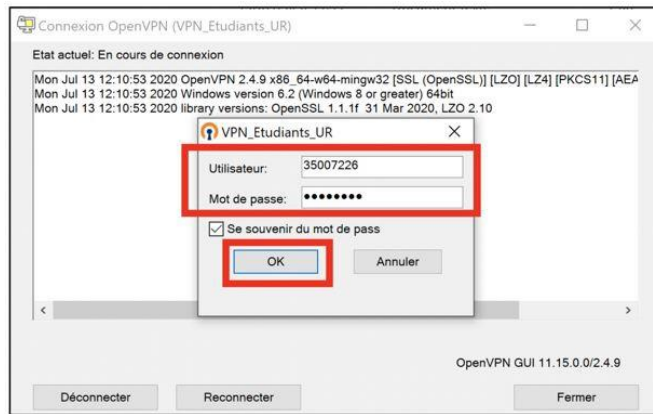 Connexion OpenVPN (VPN_Etudiants_UR)
Etat actuel: En cours de connexion
Mon Jul 13 12:10:53 2020 OpenVPN 2.4.9 x86_64-w64-mingw32 [SSL (OpenSSL)] [LZO] [LZ4] [PKCS11] [AEA
Mon Jul 13 12:10:53 2020 Windows version 6.2 (Windows 8 or greater) 64bit
Mon Jul 13 12:10:53 2020 library versions: OpenSSL 1.1.1f 31 Mar 2020, LZO 2.10
VPN_Etudiants_UR
Utilisateur: 35007226
Mot de passe: ••••••••
Se souvenir du mot de pass
OK Annuler
OpenVPN GUI 11.15.0.0/2.4.9
Déconnecter Reconnecter Fermer